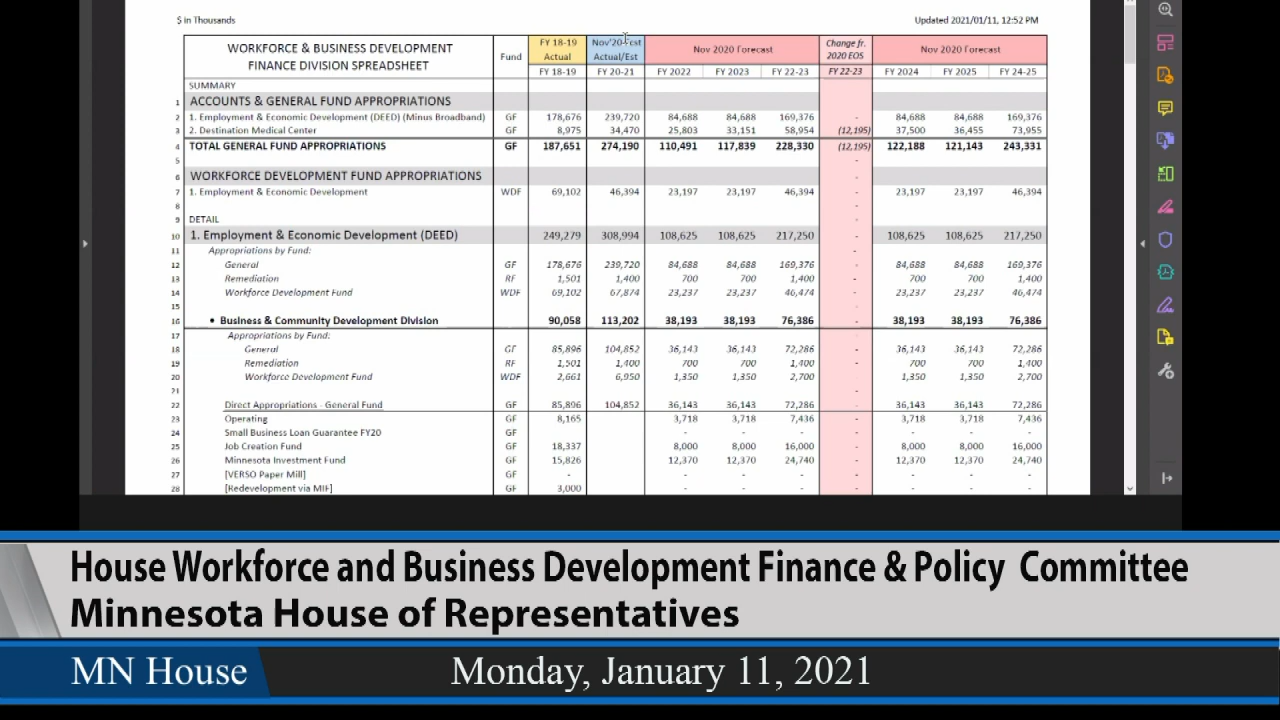 $ in Thousands Updated 2021/01/11, 12:52 PM
WORKFORCE & BUSINESS DEVELOPMENT FINANCE DIVISION SPREADSHEET Fund FY 18-19 Actual Nov'20 Fcst Actual/Est Nov 2020 Forecast Change fr. 2020 EOS Nov 2020 Forecast
FY 18-19 FY 20-21 FY 2022 FY 2023 FY 22-23 FY 22-23 FY 2024 FY 2025 FY 24-25
SUMMARY
1 ACCOUNTS & GENERAL FUND APPROPRIATIONS
2 1. Employment & Economic Development (DEED) (Minus Broadband) GF 178,676 239,720 84,688 84,688 169,376 - 84,688 84,688 169,376
3 2. Destination Medical Center GF 8,975 34,470 25,803 33,151 58,954 (12,195) 37,500 36,455 73,955
4 TOTAL GENERAL FUND APPROPRIATIONS GF 187,651 274,190 110,491 117,839 228,330 (12,195) 122,188 121,143 243,331
5 -
6 WORKFORCE DEVELOPMENT FUND APPROPRIATIONS -
7 1. Employment & Economic Development WDF 69,102 46,394 23,197 23,197 46,394 - 23,197 23,197 46,394
8 -
9 DETAIL -
10 1. Employment & Economic Development (DEED) 249,279 308,994 108,625 108,625 217,250 - 108,625 108,625 217,250
11 Appropriations by Fund: -
12 General GF 178,676 239,720 84,688 84,688 169,376 - 84,688 84,688 169,376
13 Remediation RF 1,501 1,400 700 700 1,400 - 700 700 1,400
14 Workforce Development Fund WDF 69,102 67,874 23,237 23,237 46,474 - 23,237 23,237 46,474
15 -
16 • Business & Community Development Division 90,058 113,202 38,193 38,193 76,386 - 38,193 38,193 76,386
17 Appropriations by Fund: -
18 General GF 85,896 104,852 36,143 36,143 72,286 - 36,143 36,143 72,286
19 Remediation RF 1,501 1,400 700 700 1,400 - 700 700 1,400
20 Workforce Development Fund WDF 2,661 6,950 1,350 1,350 2,700 - 1,350 1,350 2,700
21 -
22 Direct Appropriations - General Fund GF 85,896 104,852 36,143 36,143 72,286 - 36,143 36,143 72,286
23 Operating GF 8,165 3,718 3,718 7,436 - 3,718 3,718 7,436
24 Small Business Loan Guarantee FY20 GF - - - - - - -
25 Job Creation Fund GF 18,337 8,000 8,000 16,000 - 8,000 8,000 16,000
26 Minnesota Investment Fund GF 15,826 12,370 12,370 24,740 - 12,370 12,370 24,740
27 [VERSO Paper Mill] GF - - - - - - - -
28 [Redevelopment via MIF] GF 3,000 - - - - - - -
House Workforce and Business Development Finance & Policy Committee
Minnesota House of Representatives
MN House Monday, January 11, 2021